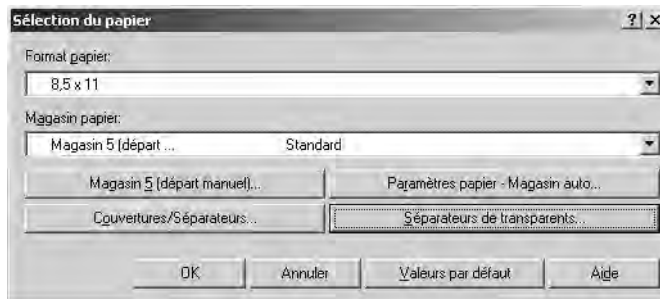 Sélection du papier
Format papier:
8,5 x 11
Magasin papier:
Magasin 5 (départ ... Standard
Magasin 5 (départ manuel)... Paramètres papier - Magasin auto...
Couvertures/Séparateurs... Séparateurs de transparents...
OK Annuler Valeurs par défaut Aide